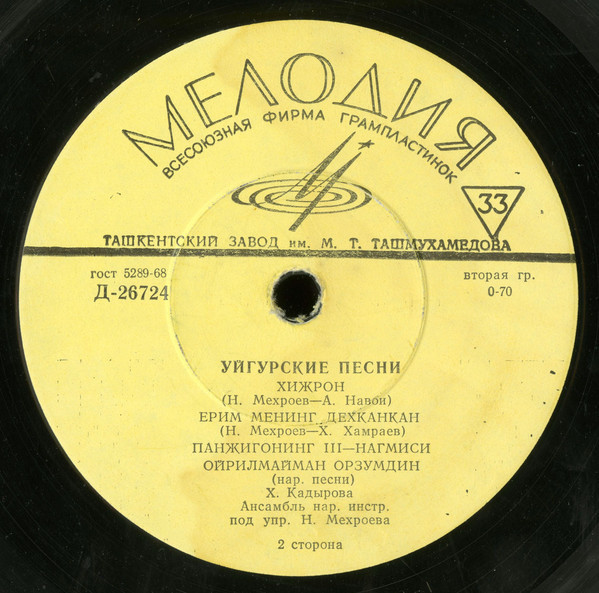 МЕЛОДИЯ
ВСЕСОЮЗНАЯ ФИРМА ГРАМПЛАСТИНОК
33
ТАШКЕНТСКИЙ ЗАВОД им. М. Т. ТАШМУХАМЕДОВА
гост 5289-68
вторая гр.
Д-26724
0-70
УЙГУРСКИЕ ПЕСНИ
ХИЖРОН
(Н. Мехроев—А. Навои)
ЕРИМ МЕНИНГ ДЕХҚАНҚАН
(Н. Мехроев—Х. Хамраев)
ПАНЖИГОНИНГ III—НАГМИСИ
ОЙРИЛМАЙМАН ОРЗУМДИН
(нар. песни)
Х. Кадырова
Ансамбль нар. инстр.
под упр. Н. Мехроева
2 сторона